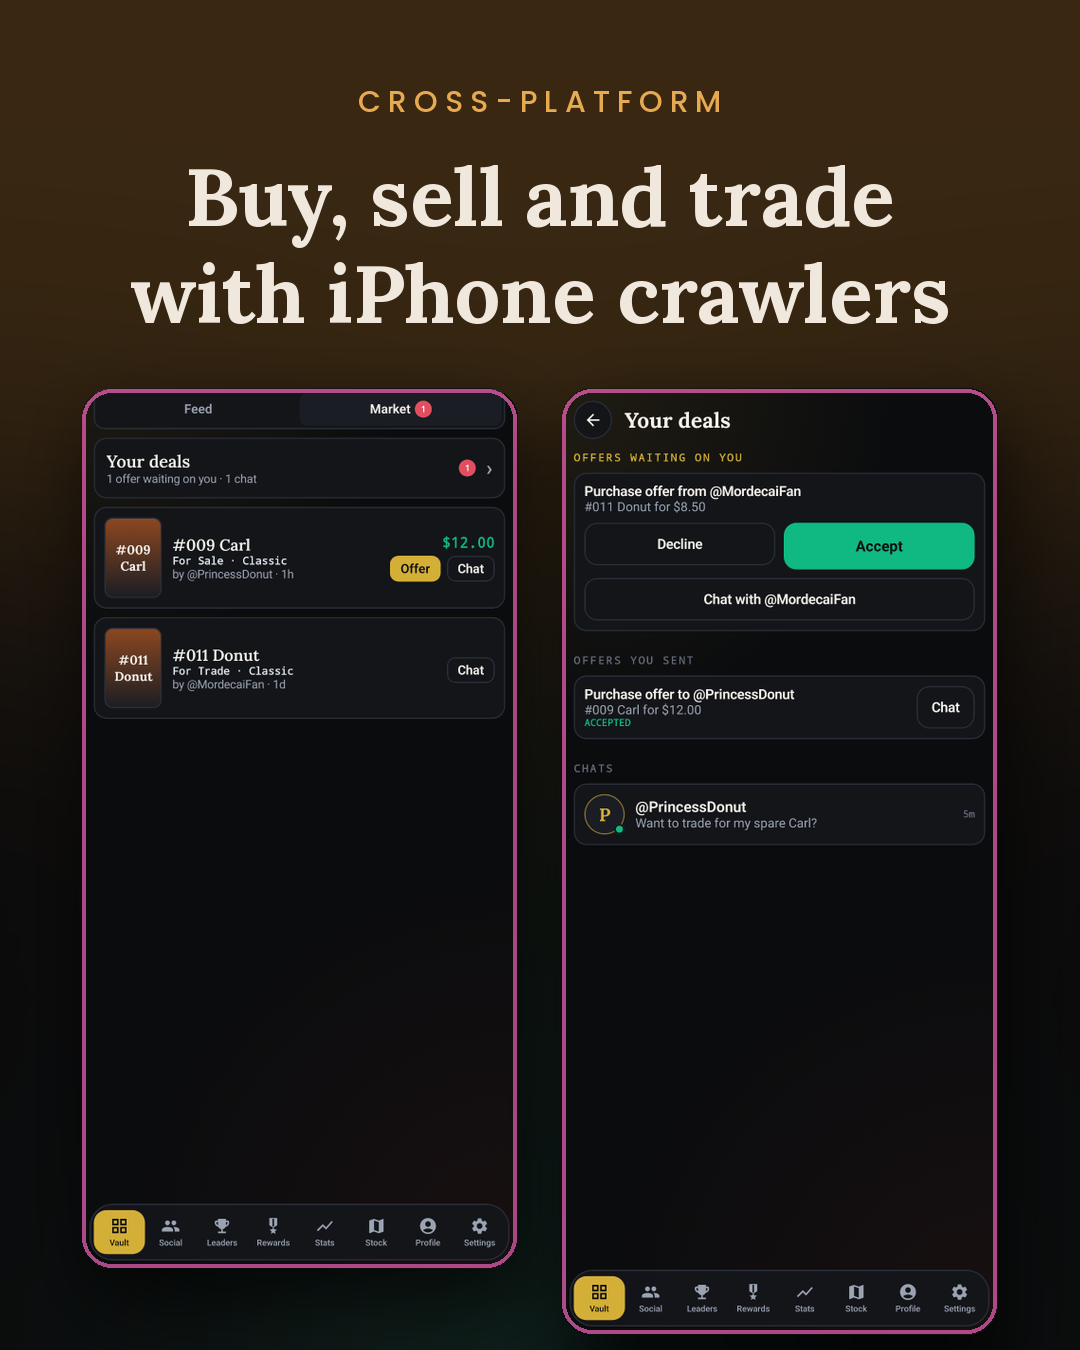 CROSS-PLATFORM
Buy, sell and trade
with iPhone crawlers
Feed
Market 1
Your deals
1 offer waiting on you · 1 chat
1 ›
#009
Carl
#009 Carl
For Sale · Classic
by @PrincessDonut · 1h
$12.00
Offer
Chat
#011
Donut
#011 Donut
For Trade · Classic
by @MordecaiFan · 1d
Chat
Vault
Social
Leaders
Rewards
Stats
Stock
Profile
Settings
Your deals
OFFERS WAITING ON YOU
Purchase offer from @MordecaiFan
#011 Donut for $8.50
Decline
Accept
Chat with @MordecaiFan
OFFERS YOU SENT
Purchase offer to @PrincessDonut
#009 Carl for $12.00
ACCEPTED
Chat
CHATS
P
@PrincessDonut
Want to trade for my spare Carl?
5m
Vault
Social
Leaders
Rewards
Stats
Stock
Profile
Settings